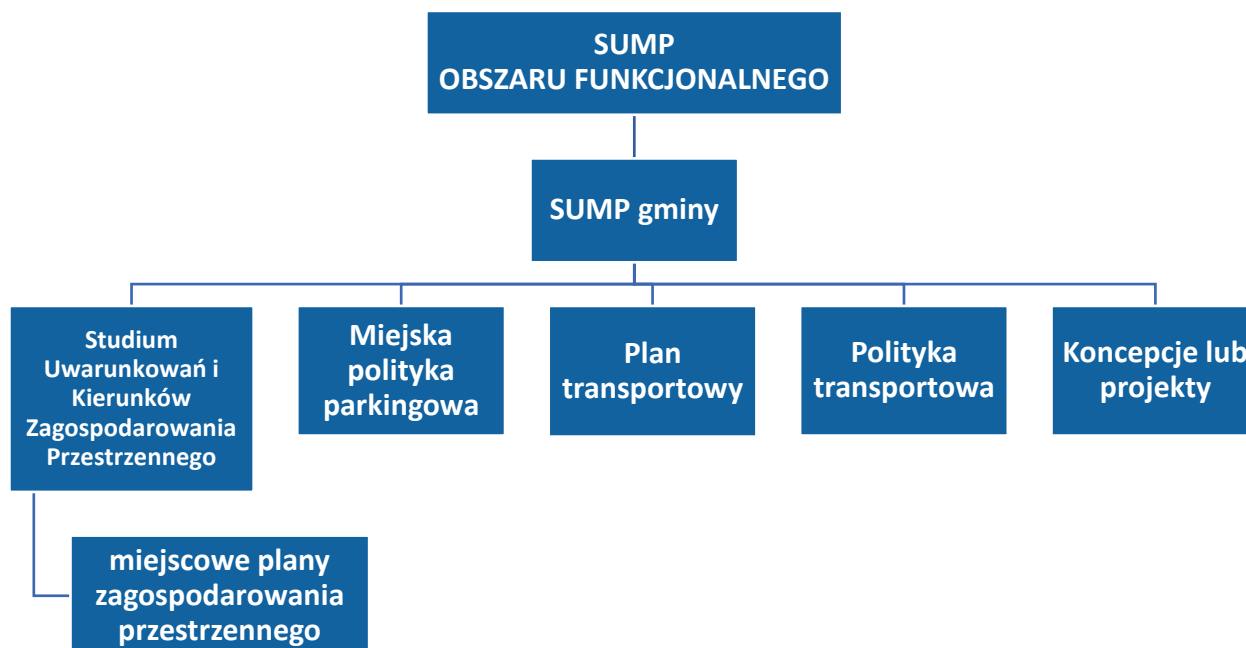 SUMP
OBSZARU FUNKCJONALNEGO
SUMP gminy
Studium
Uwarunkowań i
Kierunków
Zagospodarowania
Przestrzennego
Miejska
polityka
parkingowa
Plan
transportowy
Polityka
transportowa
Koncepcje lub
projekty
miejscowe plany
zagospodarowania
przestrzennego